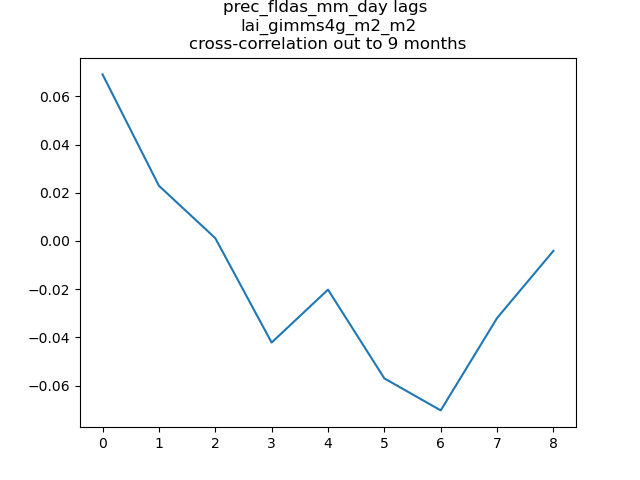 prec_fldas_mm_day lags
lai_gimms4g_m2_m2
cross-correlation out to 9 months
0.06
0.04
0.02
0.00
−0.02
−0.04
−0.06
0 1 2 3 4 5 6 7 8